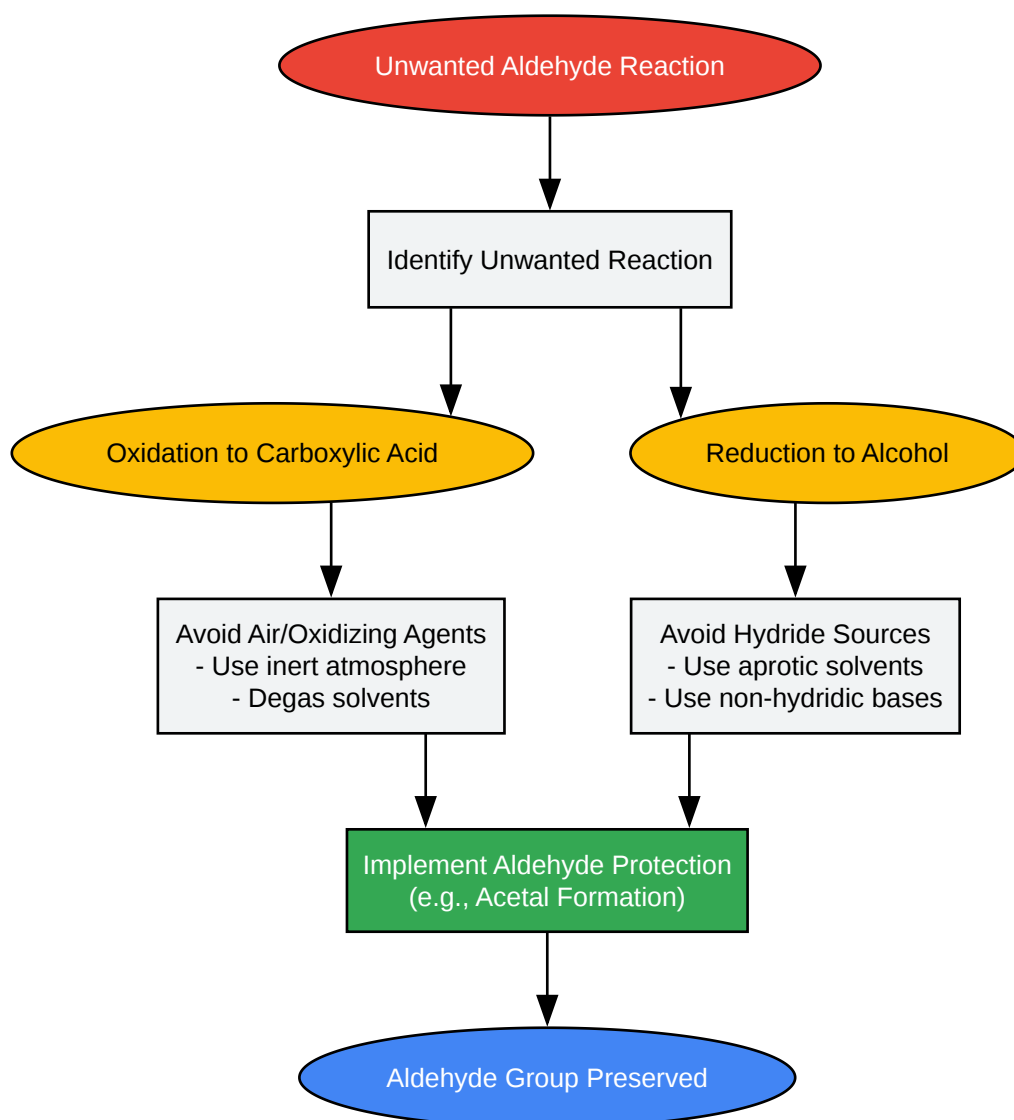 Unwanted Aldehyde Reaction
Identify Unwanted Reaction
Oxidation to Carboxylic Acid
Reduction to Alcohol
Avoid Air/Oxidizing Agents
- Use inert atmosphere
- Degas solvents
Avoid Hydride Sources
- Use aprotic solvents
- Use non-hydridic bases
Implement Aldehyde Protection
(e.g., Acetal Formation)
Aldehyde Group Preserved